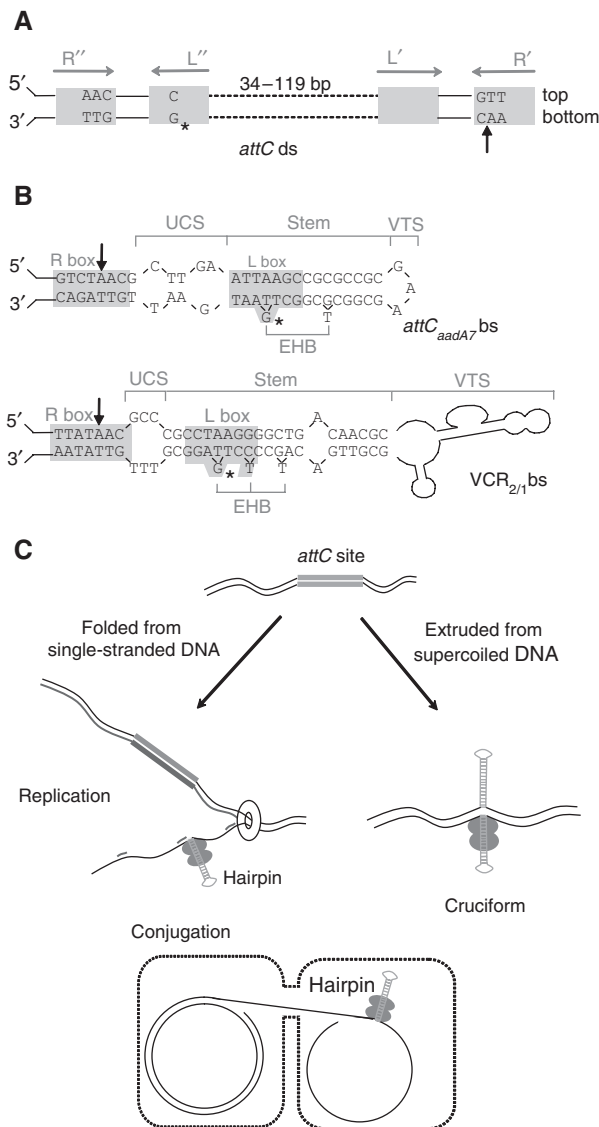 A
R″ L″ L′ R′
5′ AAC C 34–119 bp GTT top
3′ TTG G * CAA bottom
attC ds
B
UCS Stem VTS
R box L box
C TT GA G
5′ GTCTAACG ATTAAGCCGCGCCGC A
3′ CAGATTGT TAATTCGGCGCGGCG A
T AA G G * T attC aadA7 bs
EHB
UCS Stem VTS
R box GCC L box A
5′ TTATAAC CGCCTAAGGGGCTG CAACGC
3′ AATATTG GCGGATTCCCCGAC GTTGCG
TTT G * T T A VCR2/1bs
EHB
C
attC site
Folded from single-stranded DNA
Extruded from supercoiled DNA
Replication
Hairpin
Cruciform
Conjugation
Hairpin